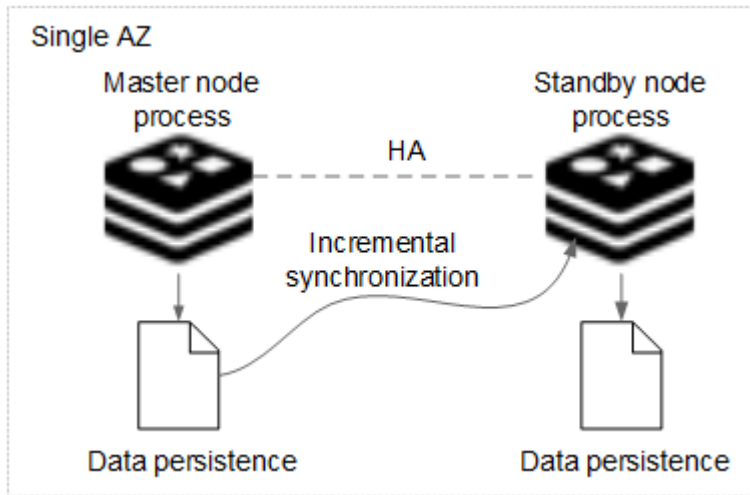 Single AZ
Master node
process
Standby node
process
HA
Incremental
synchronization
Data persistence
Data persistence